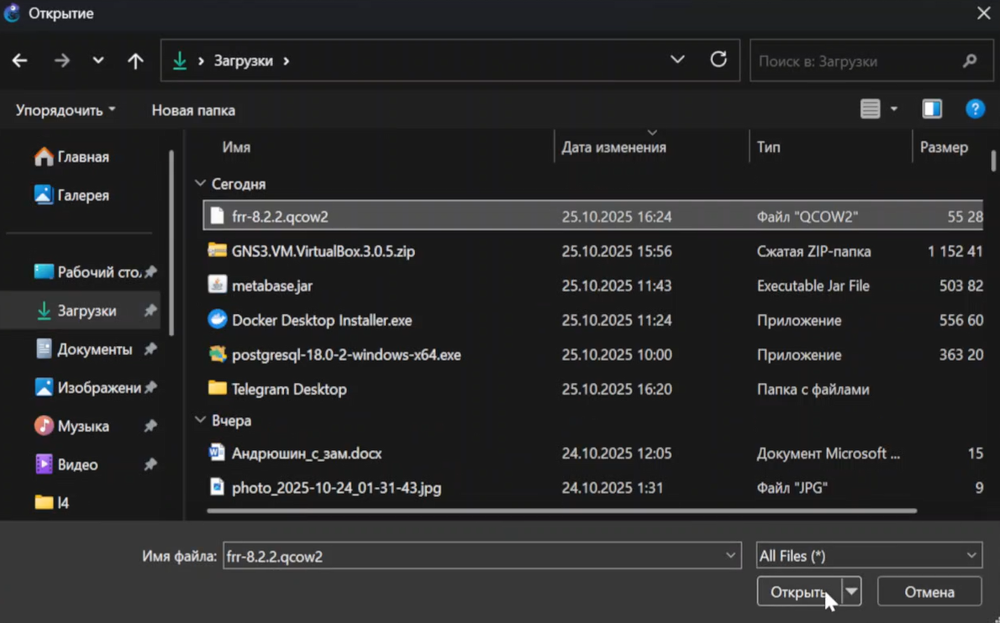 Открытие
Загрузки
Поиск в: Загрузки
Упорядочить
Новая папка
Имя
Дата изменения
Тип
Размер
Главная
Галерея
Рабочий сто
Загрузки
Документы
Изображени
Музыка
Видео
l4
Сегодня
frr-8.2.2.qcow2 25.10.2025 16:24 Файл "QCOW2" 55 28
GNS3.VM.VirtualBox.3.0.5.zip 25.10.2025 15:56 Сжатая ZIP-папка 1 152 41
metabase.jar 25.10.2025 11:43 Executable Jar File 503 82
Docker Desktop Installer.exe 25.10.2025 11:24 Приложение 556 60
postgresql-18.0-2-windows-x64.exe 25.10.2025 10:00 Приложение 363 20
Telegram Desktop 25.10.2025 16:20 Папка с файлами
Вчера
Андрюшин_с_зам.docx 24.10.2025 12:05 Документ Microsoft ... 15
photo_2025-10-24_01-31-43.jpg 24.10.2025 1:31 Файл "JPG" 9
Имя файла: frr-8.2.2.qcow2
All Files (*)
Открыть
Отмена